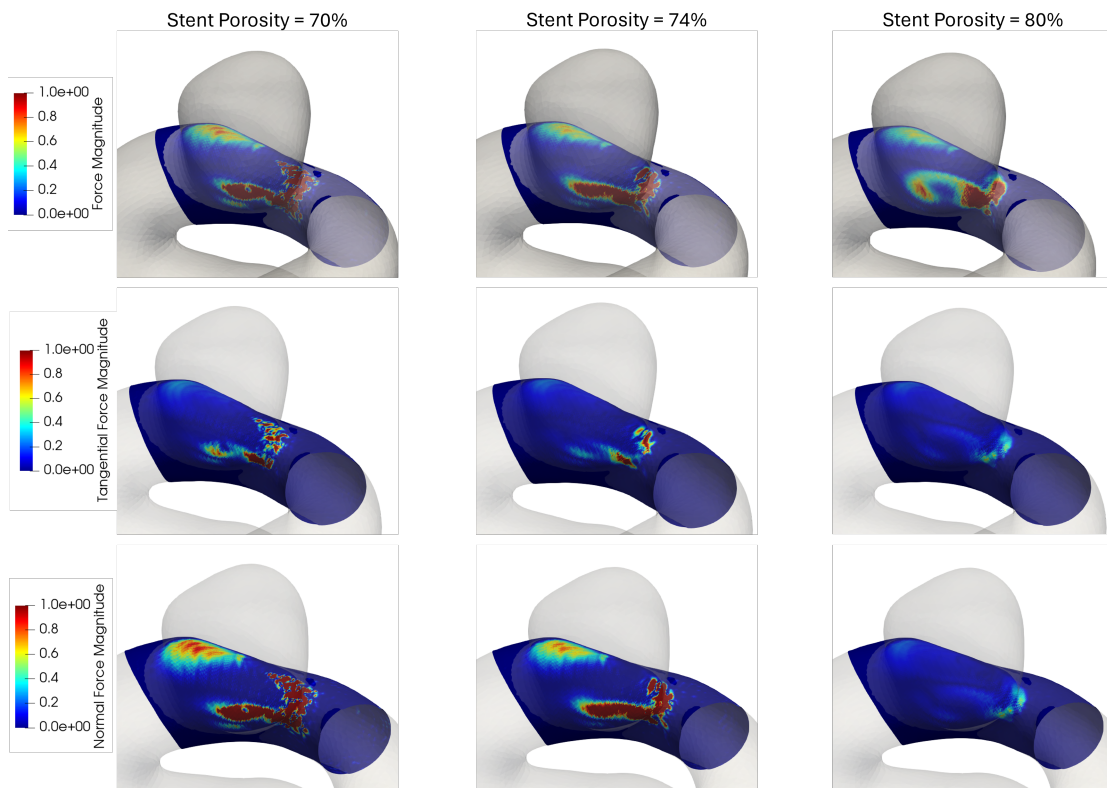 Stent Porosity = 70%
Stent Porosity = 74%
Stent Porosity = 80%
1.0e+00
0.8
0.6
0.4
0.2
0.0e+00
Force Magnitude
1.0e+00
0.8
0.6
0.4
0.2
0.0e+00
Tangential Force Magnitude
1.0e+00
0.8
0.6
0.4
0.2
0.0e+00
Normal Force Magnitude